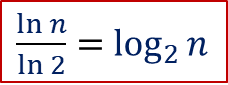 ln n / ln 2 = log₂ n